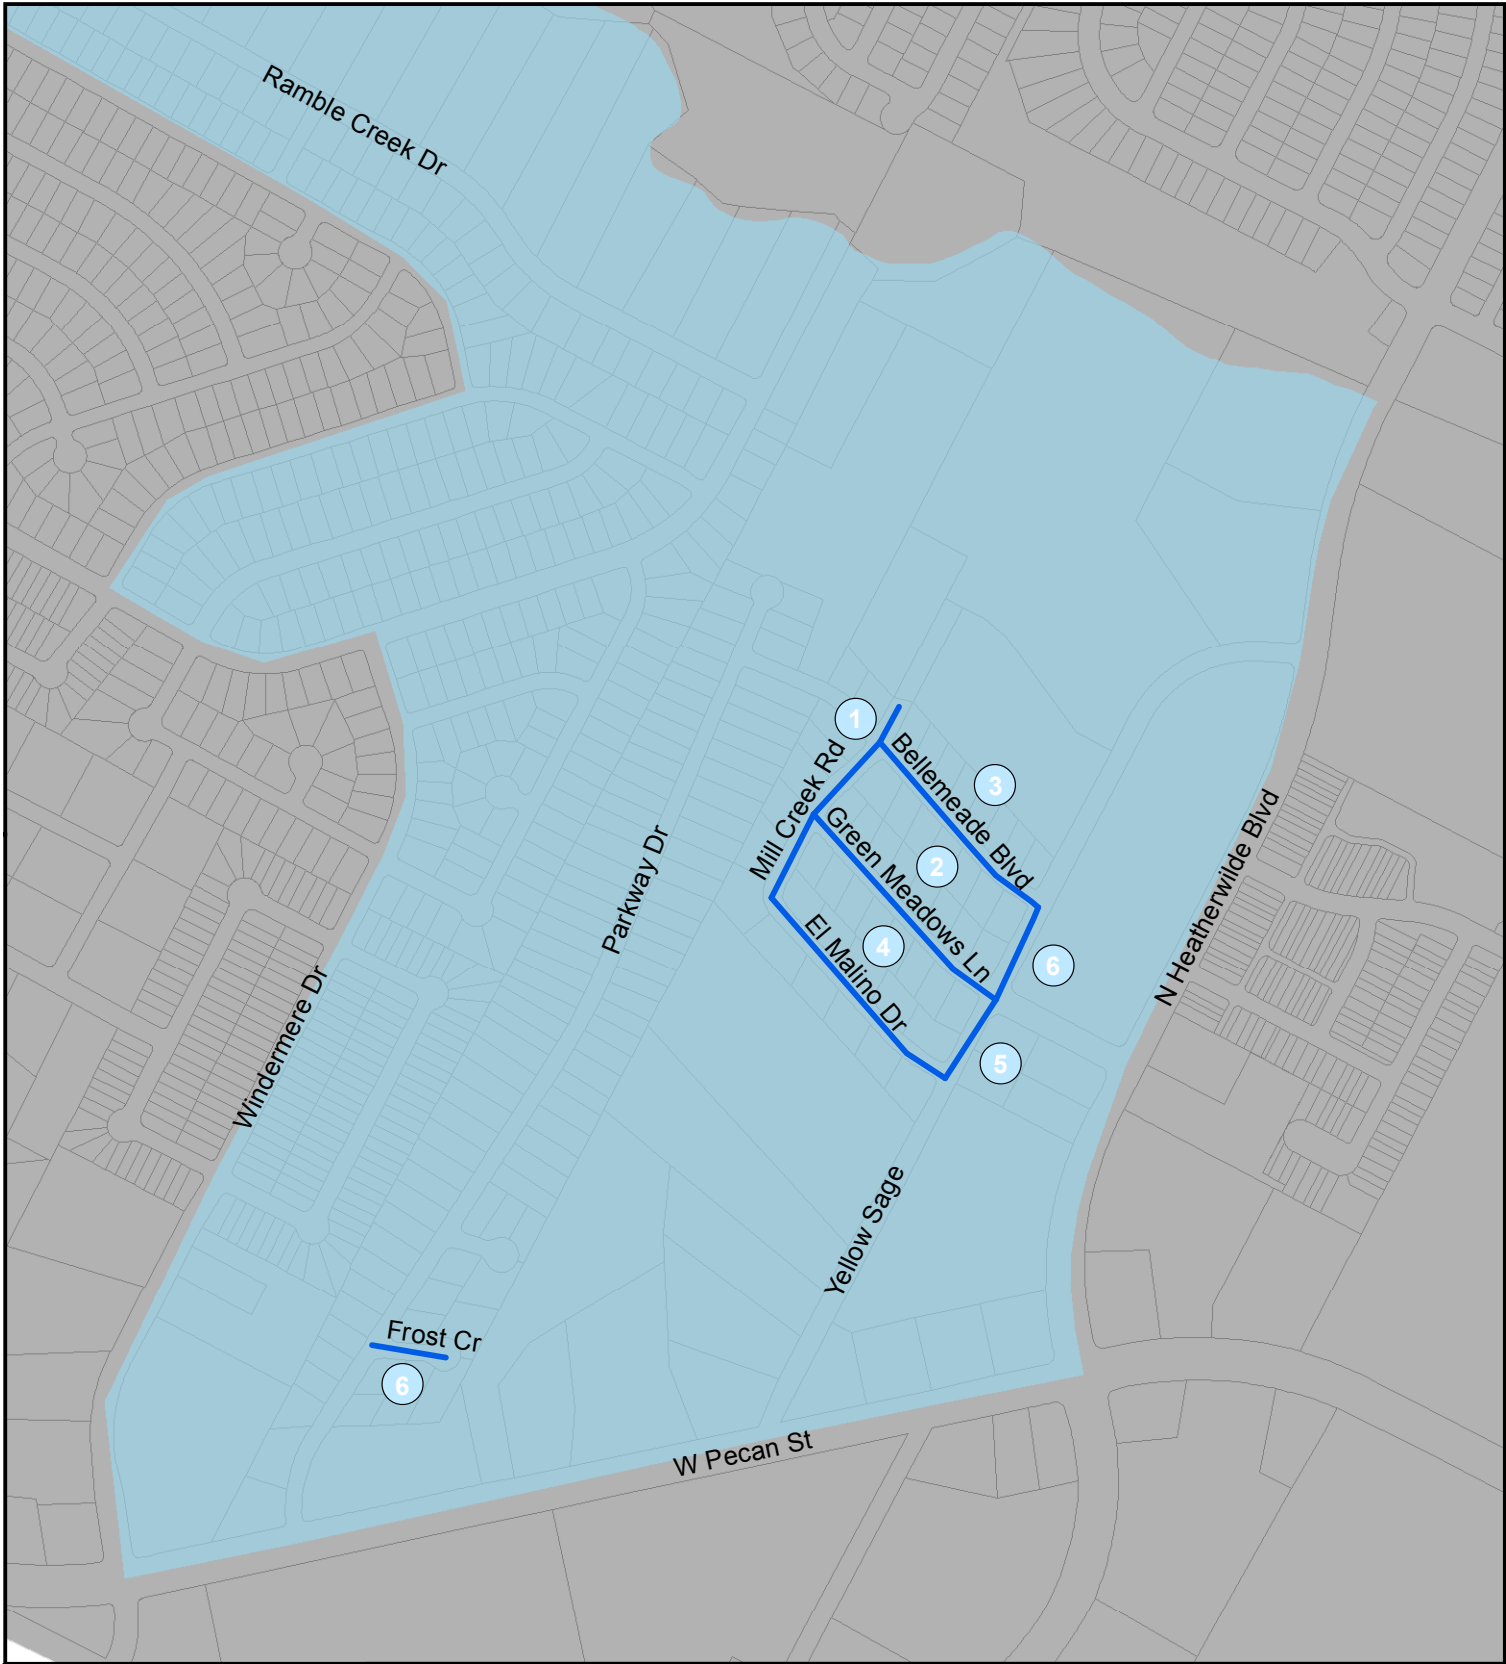 Ramble Creek Dr
1
Mill Creek Rd
Bellemeade Blvd
3
Green Meadows Ln
2
Parkway Dr
N Heatherwilde Blvd
El Malino Dr
4
6
Windermere Dr
5
Yellow Sage
Frost Cr
6
W Pecan St